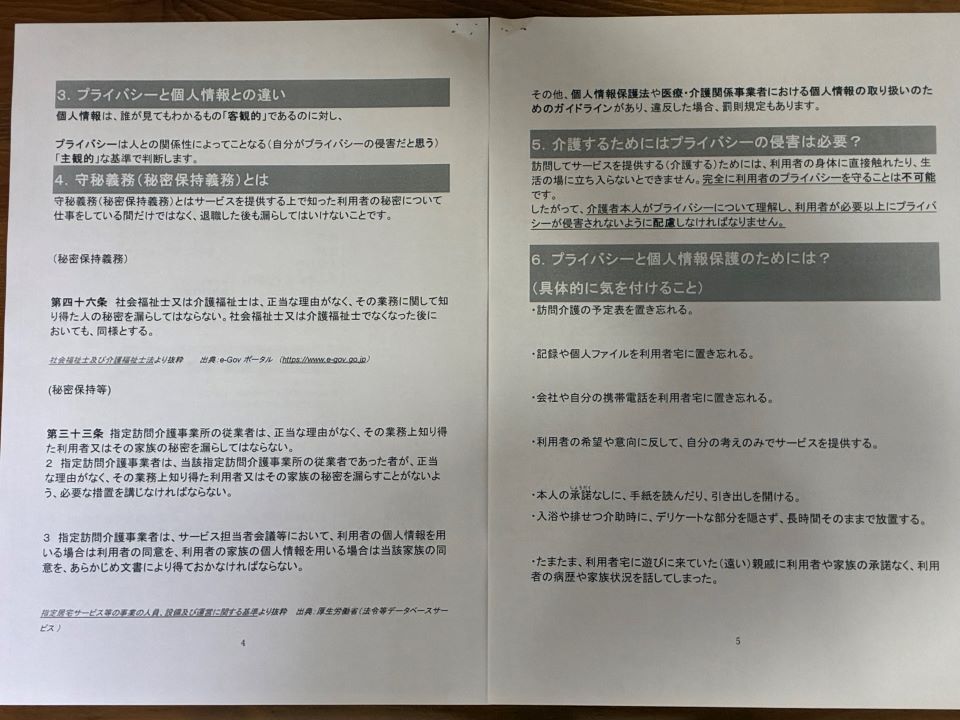 3．プライバシーと個人情報との違い
個人情報は、誰が見てもわかるもの「客観的」であるのに対し、
プライバシーは人との関係性によってことなる（自分がプライバシーの侵害だと思う）
「主観的」な基準で判断します。
4．守秘義務（秘密保持義務）とは
守秘義務（秘密保持義務）とはサービスを提供する上で知った利用者の秘密について
仕事をしている間だけではなく、退職した後も漏らしてはいけないことです。
（秘密保持義務）
第四十六条　社会福祉士又は介護福祉士は、正当な理由がなく、その業務に関して知
り得た人の秘密を漏らしてはならない。社会福祉士又は介護福祉士でなくなった後に
おいても、同様とする。
社会福祉士及び介護福祉士法より抜粋　出典：e-Gov ポータル　（https://www.e-gov.go.jp）
(秘密保持等)
第三十三条　指定訪問介護事業所の従業者は、正当な理由がなく、その業務上知り得
た利用者又はその家族の秘密を漏らしてはならない。
２　指定訪問介護事業者は、当該指定訪問介護事業所の従業者であった者が、正当
な理由がなく、その業務上知り得た利用者又はその家族の秘密を漏らすことがないよ
う、必要な措置を講じなければならない。
３　指定訪問介護事業者は、サービス担当者会議等において、利用者の個人情報を用
いる場合は利用者の同意を、利用者の家族の個人情報を用いる場合は当該家族の同
意を、あらかじめ文書により得ておかなければならない。
指定居宅サービス等の事業の人員、設備及び運営に関する基準より抜粋　出典：厚生労働省（法令等データベースサー
ビス）
4
その他、個人情報保護法や医療・介護関係事業者における個人情報の取り扱いのた
めのガイドラインがあり、違反した場合、罰則規定もあります。
5．介護するためにはプライバシーの侵害は必要？
訪問してサービスを提供する（介護する）ためには、利用者の身体に直接触れたり、生
活の場に立ち入らないとできません。完全に利用者のプライバシーを守ることは不可能
です。
したがって、介護者本人がプライバシーについて理解し、利用者が必要以上にプライバ
シーが侵害されないように配慮しなければなりません。
6．プライバシーと個人情報保護のためには？
（具体的に気を付けること）
・訪問介護の予定表を置き忘れる。
・記録や個人ファイルを利用者宅に置き忘れる。
・会社や自分の携帯電話を利用者宅に置き忘れる。
・利用者の希望や意向に反して、自分の考えのみでサービスを提供する。
しょうだく
・本人の承諾なしに、手紙を読んだり、引き出しを開ける。
・入浴や排せつ介助時に、デリケートな部分を隠さず、長時間そのままで放置する。
・たまたま、利用者宅に遊びに来ていた（遠い）親戚に利用者や家族の承諾なく、利用
者の病歴や家族状況を話してしまった。
5